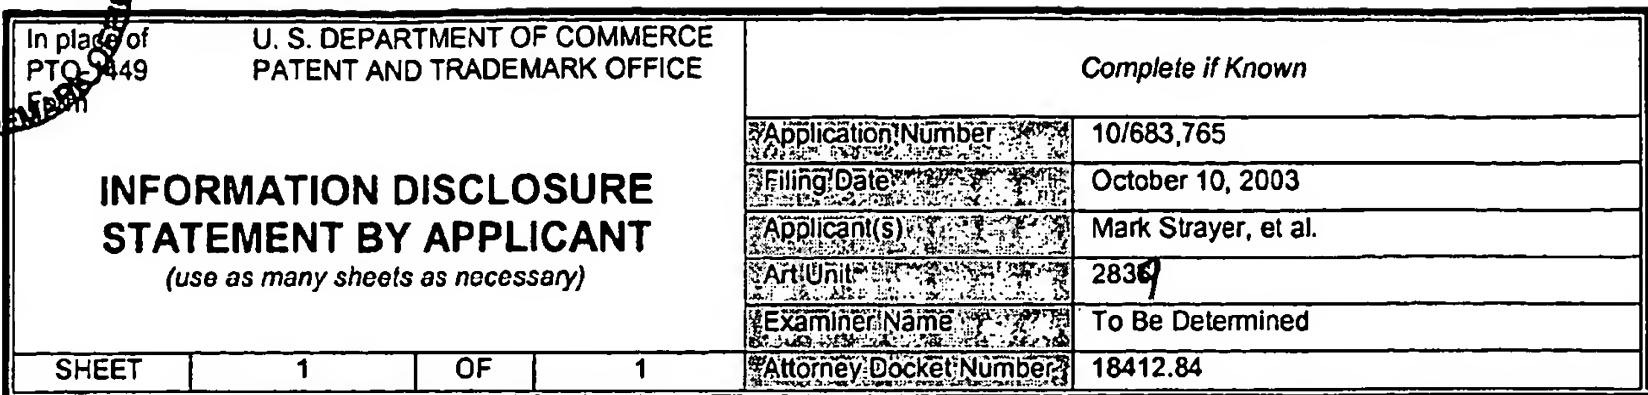 In place of
PTO-1449
Form
U. S. DEPARTMENT OF COMMERCE
PATENT AND TRADEMARK OFFICE
INFORMATION DISCLOSURE
STATEMENT BY APPLICANT
(use as many sheets as necessary)
SHEET 1 OF 1
Complete if Known
Application Number 10/683,765
Filing Date October 10, 2003
Applicant(s) Mark Strayer, et al.
Art Unit 2839
Examiner Name To Be Determined
Attorney Docket Number 18412.84